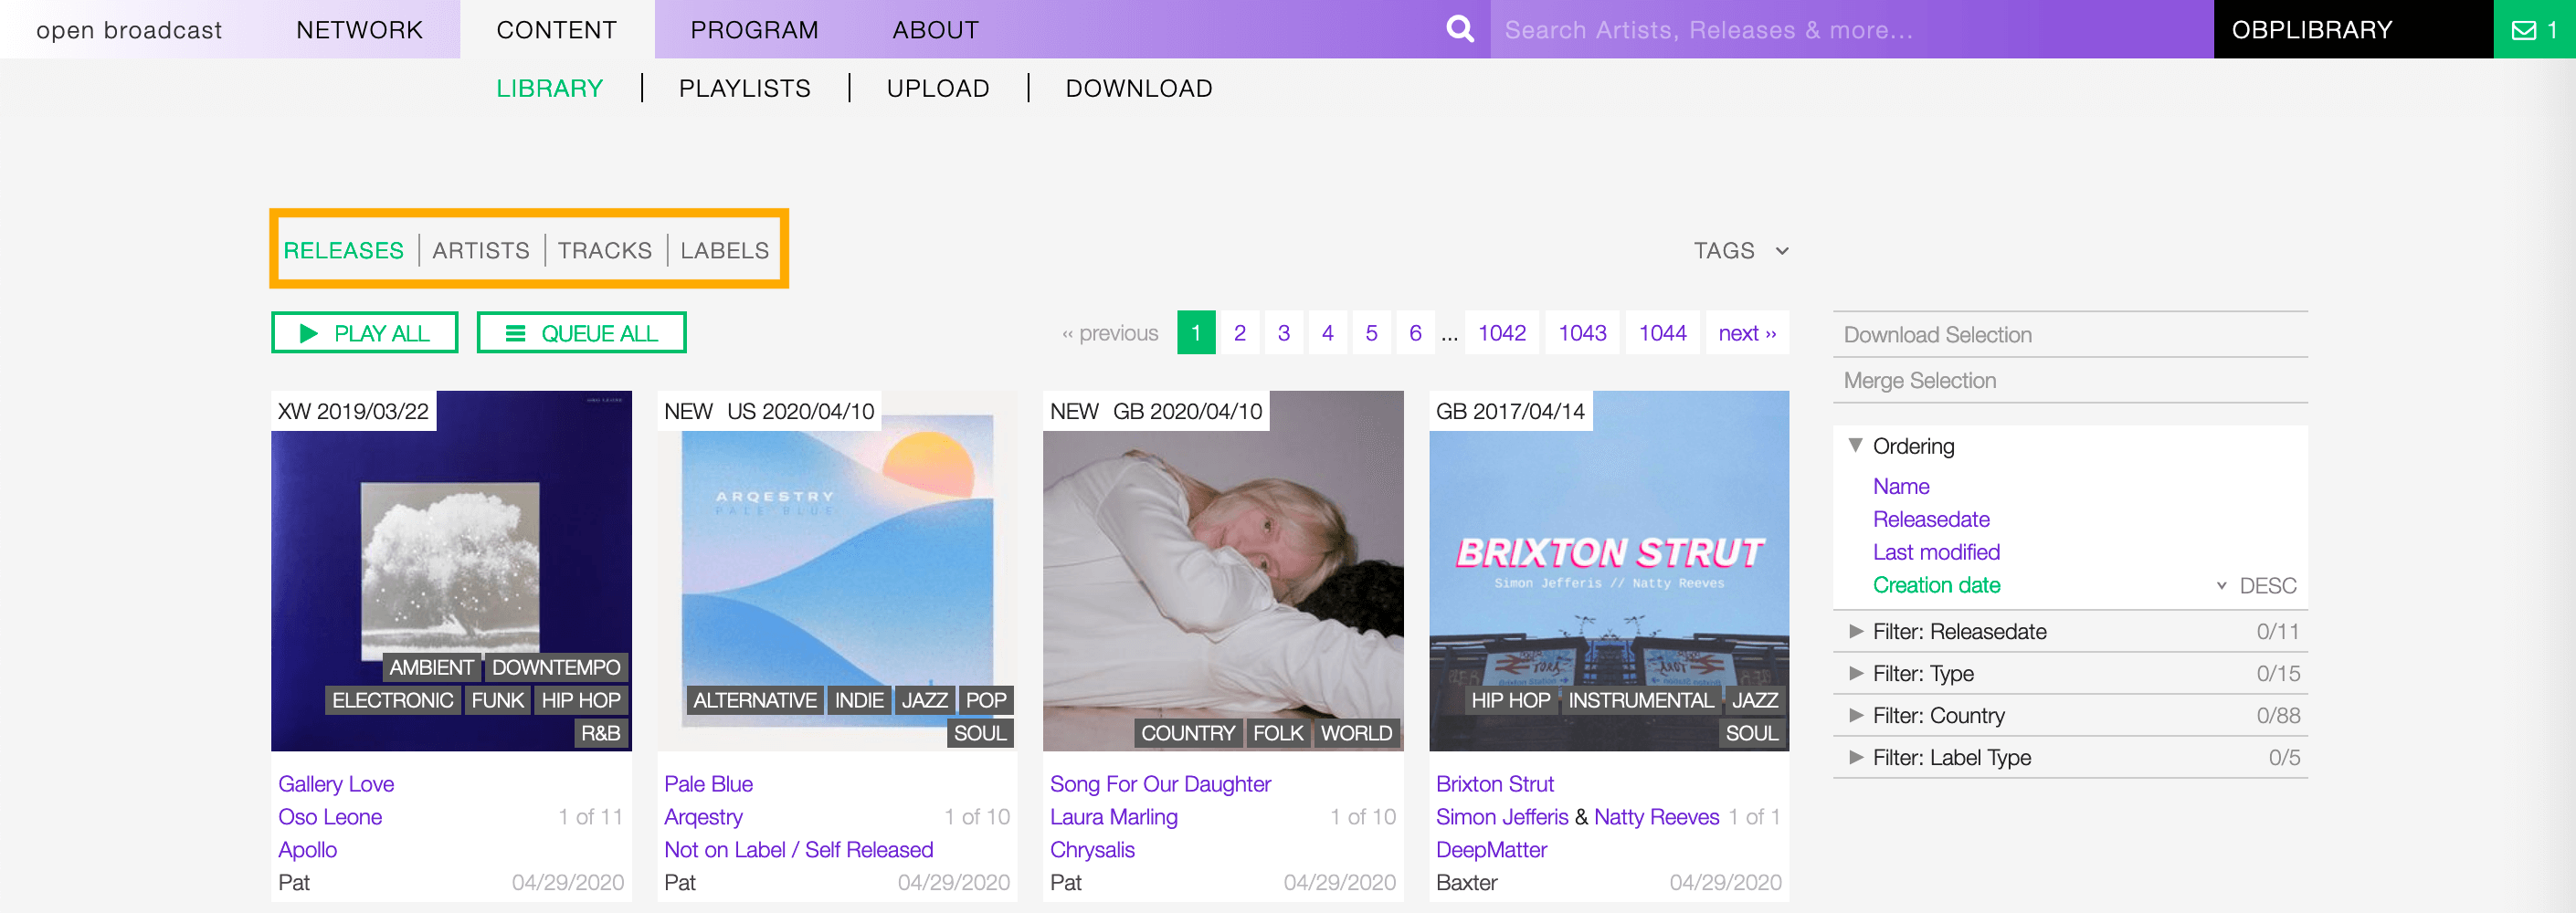 open broadcast NETWORK CONTENT PROGRAM ABOUT Search Artists, Releases & more... OBPLIBRARY 1
LIBRARY PLAYLISTS UPLOAD DOWNLOAD
RELEASES ARTISTS TRACKS LABELS TAGS
PLAY ALL QUEUE ALL ‹‹ previous 1 2 3 4 5 6 ... 1042 1043 1044 next ››
Download Selection
Merge Selection
XW 2019/03/22
AMBIENT DOWNTEMPO
ELECTRONIC FUNK HIP HOP
R&B
Gallery Love
Oso Leone 1 of 11
Apollo
Pat 04/29/2020
NEW US 2020/04/10
ARQESTRY
PALE BLUE
ALTERNATIVE INDIE JAZZ POP
SOUL
Pale Blue
Arqestry 1 of 10
Not on Label / Self Released
Pat 04/29/2020
NEW GB 2020/04/10
COUNTRY FOLK WORLD
Song For Our Daughter
Laura Marling 1 of 10
Chrysalis
Pat 04/29/2020
GB 2017/04/14
BRIXTON STRUT
Simon Jefferis // Natty Reeves
HIP HOP INSTRUMENTAL JAZZ
SOUL
Brixton Strut
Simon Jefferis & Natty Reeves 1 of 1
DeepMatter
Baxter 04/29/2020
Ordering
Name
Releasedate
Last modified
Creation date DESC
Filter: Releasedate 0/11
Filter: Type 0/15
Filter: Country 0/88
Filter: Label Type 0/5